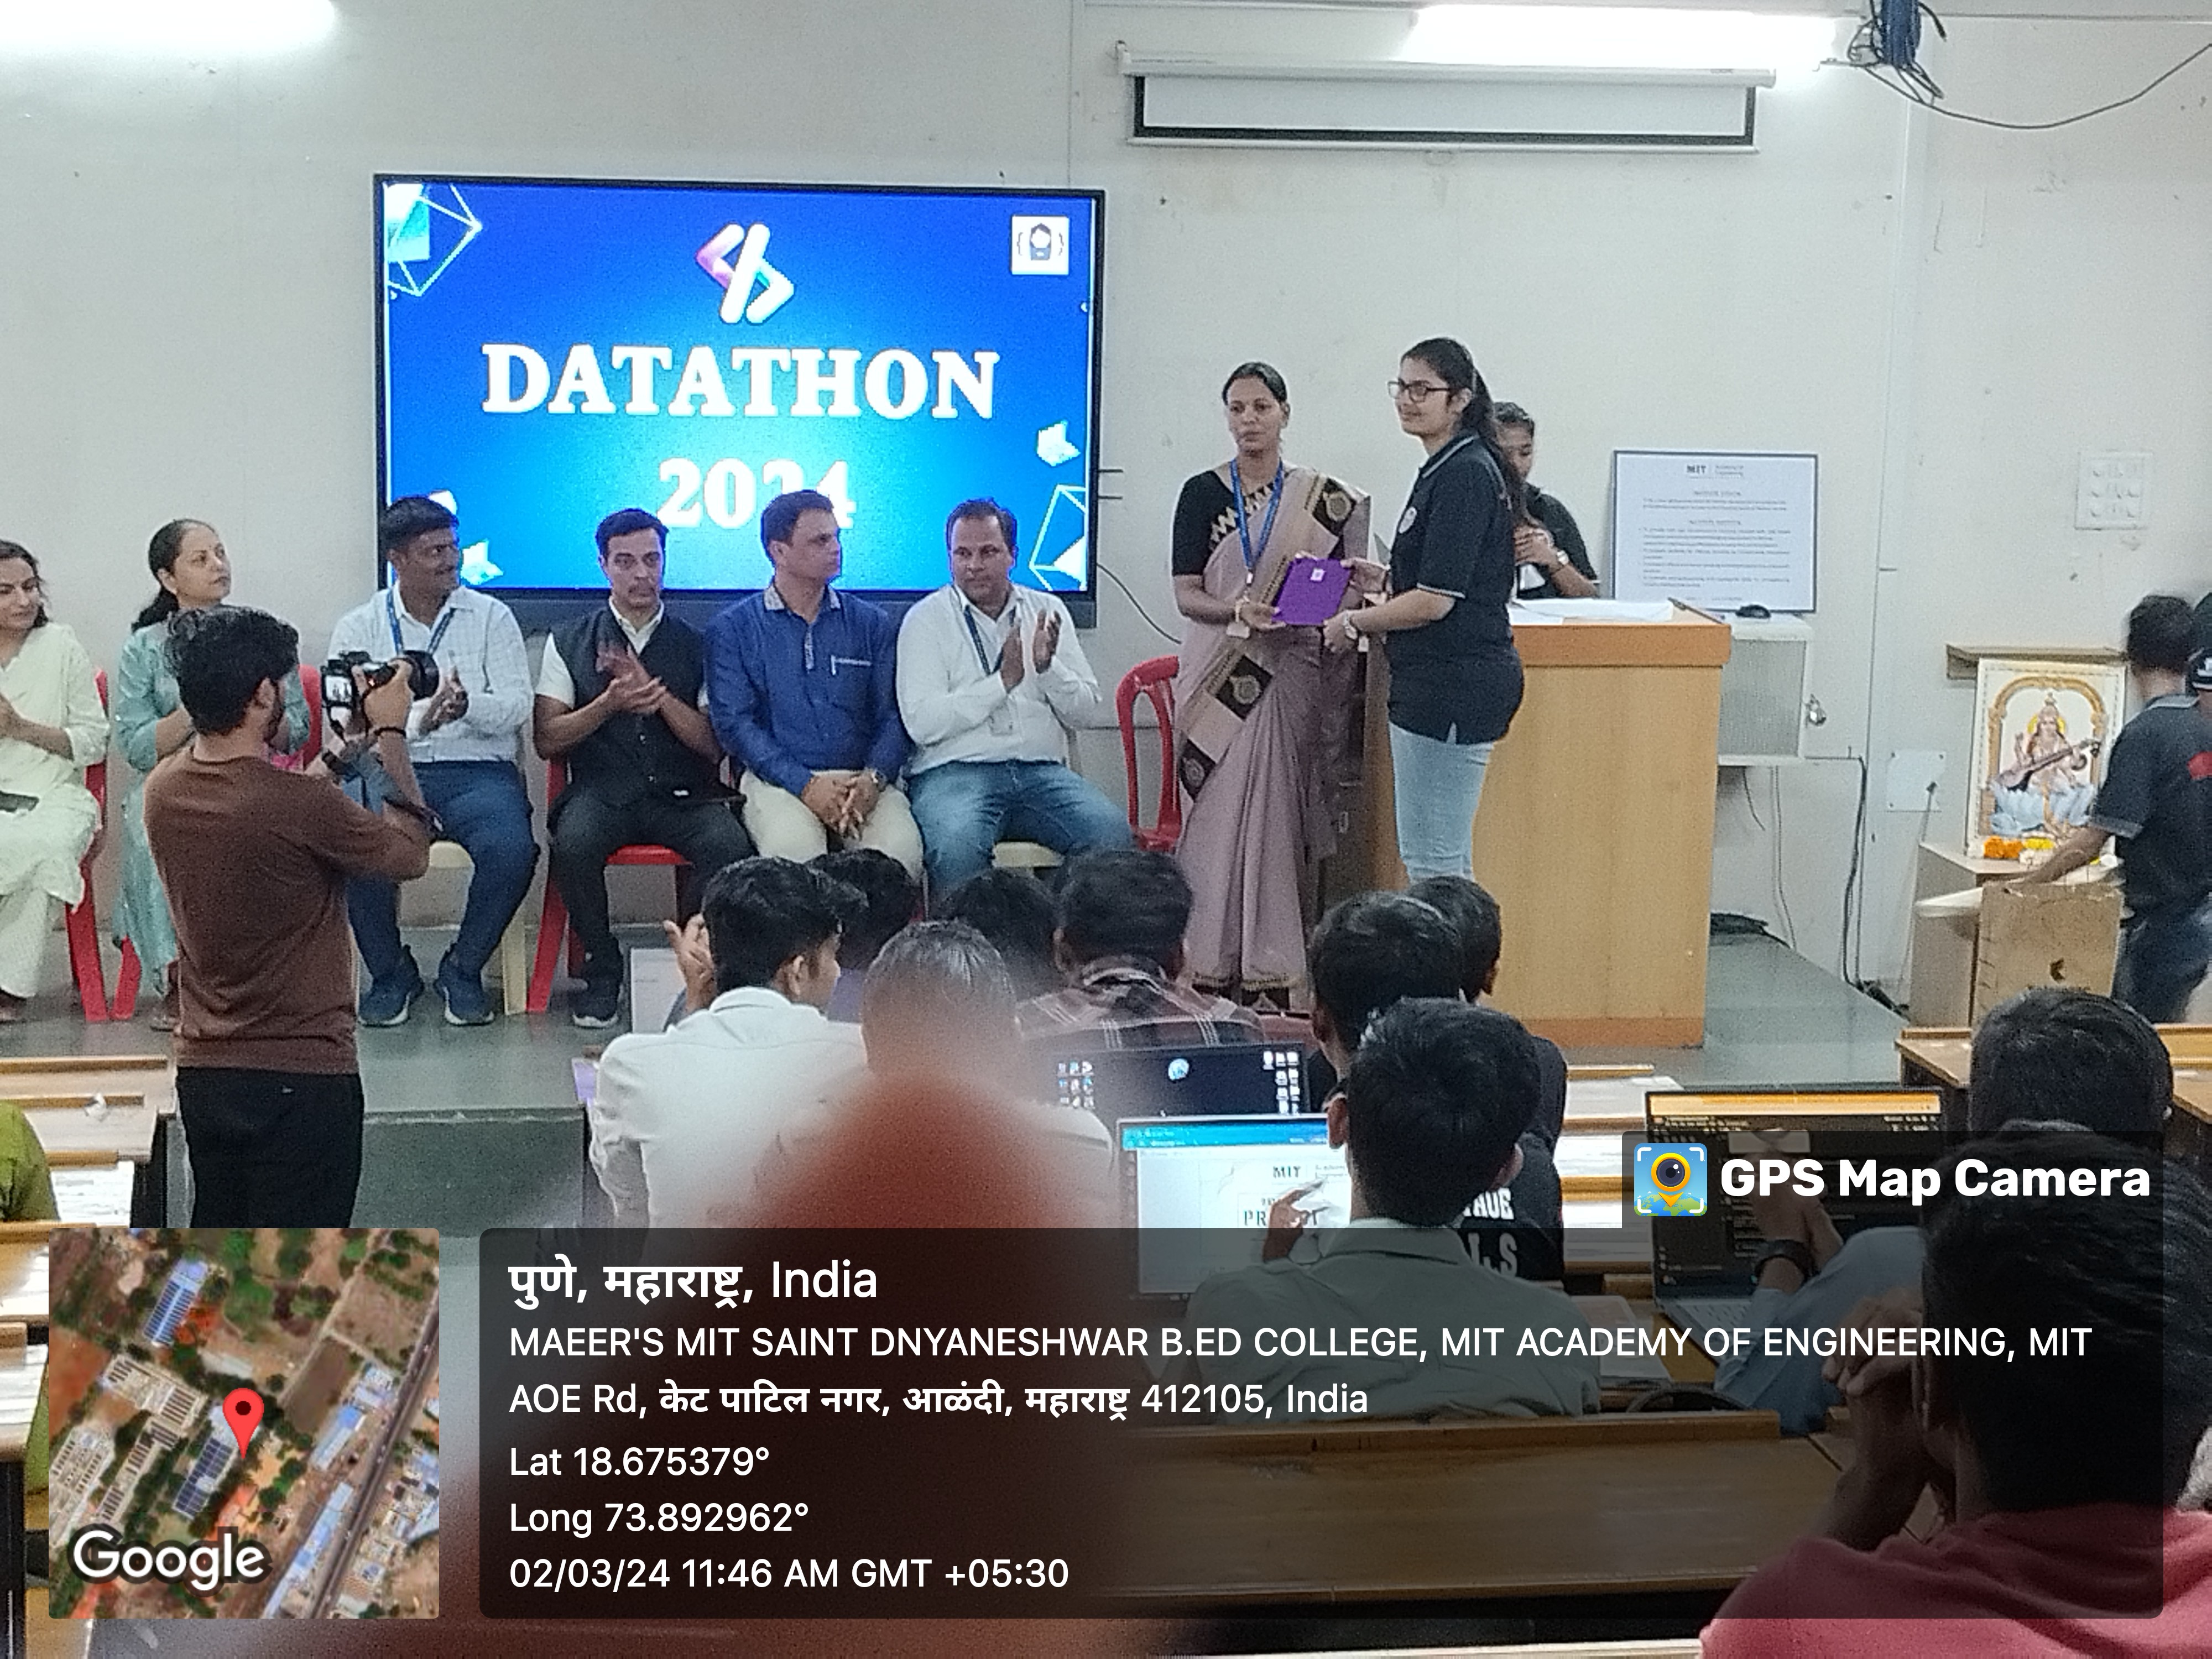 DATATHON
2024
MIT
MIT
GPS Map Camera
पुणे, महाराष्ट्र, India
MAEER'S MIT SAINT DNYANESHWAR B.ED COLLEGE, MIT ACADEMY OF ENGINEERING, MIT
AOE Rd, केट पाटिल नगर, आळंदी, महाराष्ट्र 412105, India
Lat 18.675379°
Long 73.892962°
02/03/24 11:46 AM GMT +05:30
Google